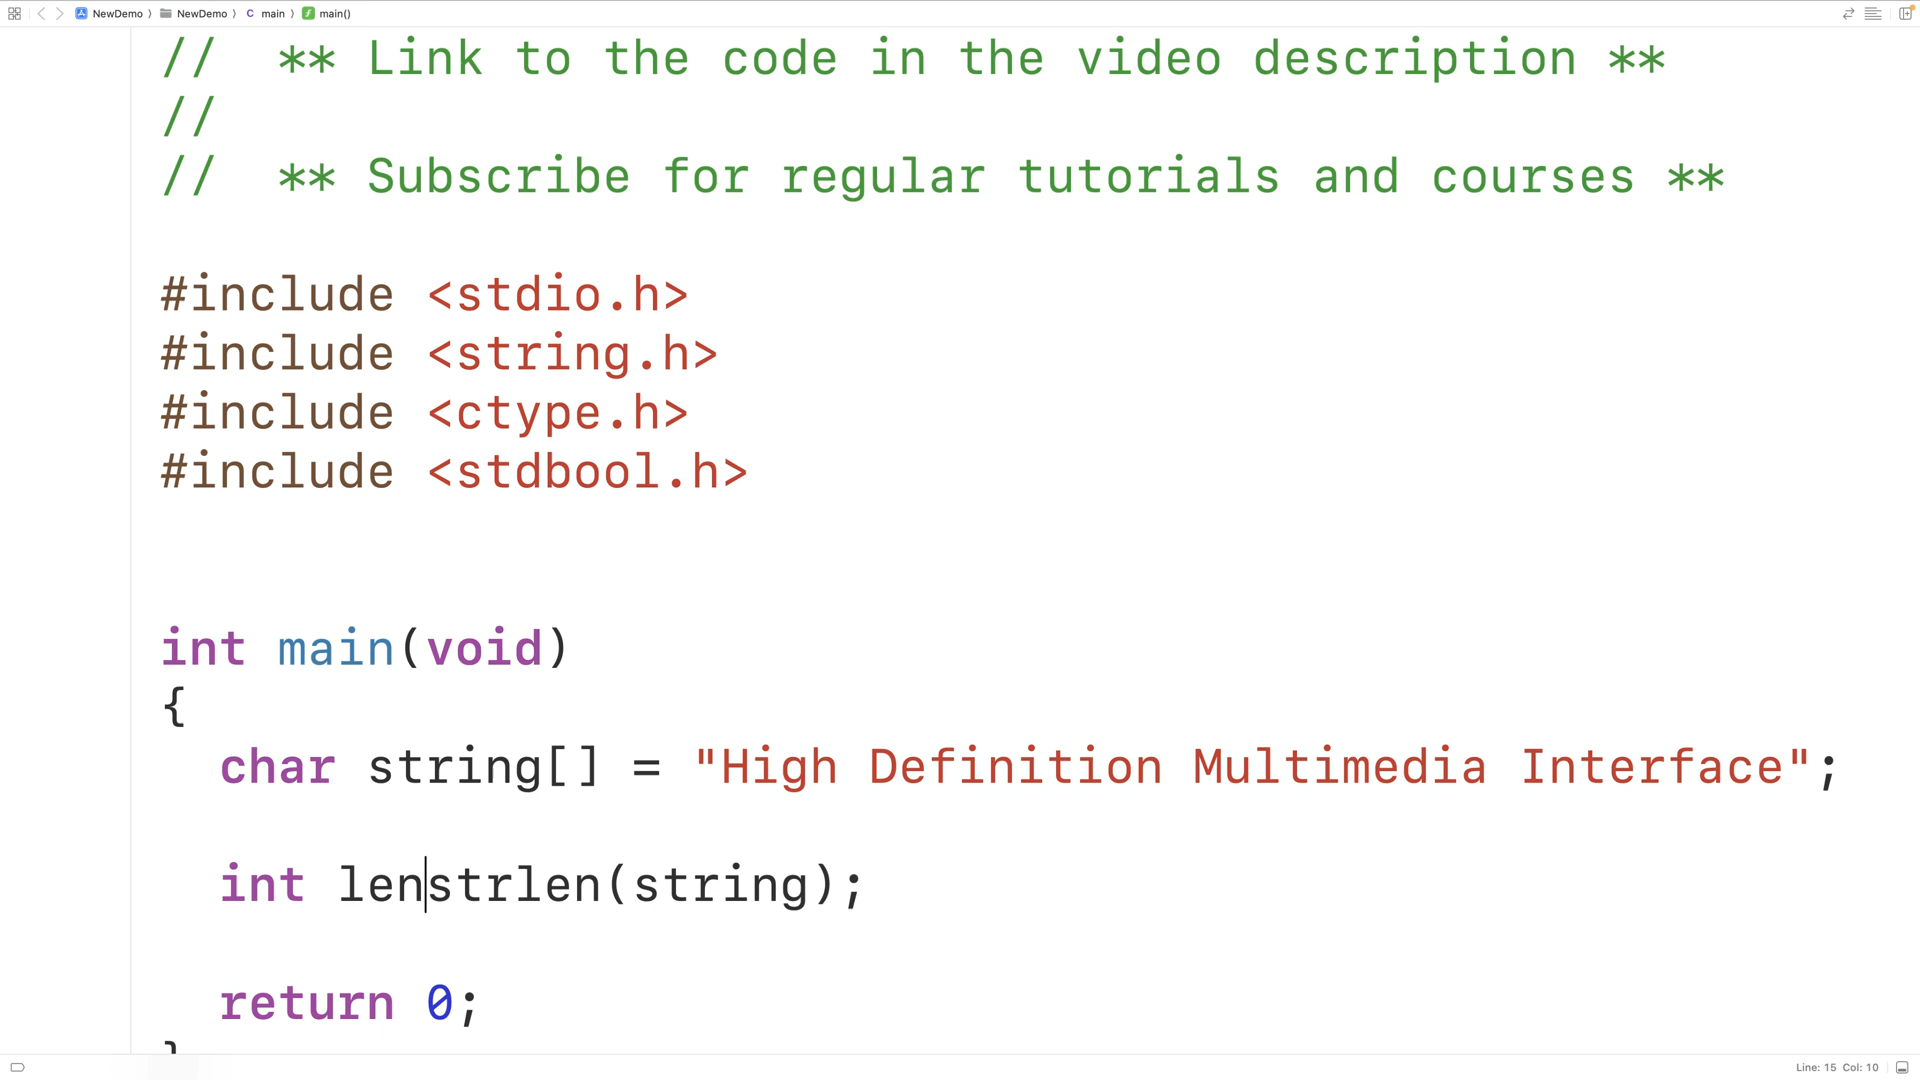 NewDemo 〉 NewDemo 〉 C main 〉 f main()
// ** Link to the code in the video description **
//
// ** Subscribe for regular tutorials and courses **
#include <stdio.h>
#include <string.h>
#include <ctype.h>
#include <stdbool.h>
int main(void)
{
char string[] = "High Definition Multimedia Interface";
int lenstrlen(string);
return 0;
}
Line: 15 Col: 10